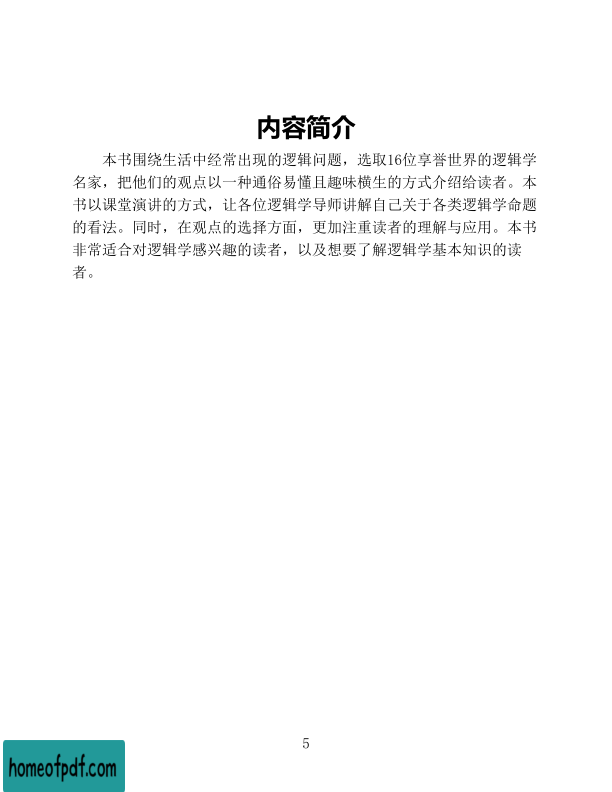 内容简介
本书围绕生活中经常出现的逻辑问题，选取16位享誉世界的逻辑学
名家，把他们的观点以一种通俗易懂且趣味横生的方式介绍给读者。本
书以课堂演讲的方式，让各位逻辑学导师讲解自己关于各类逻辑学命题
的看法。同时，在观点的选择方面，更加注重读者的理解与应用。本书
非常适合对逻辑学感兴趣的读者，以及想要了解逻辑学基本知识的读
者。
5
homeofpdf.com